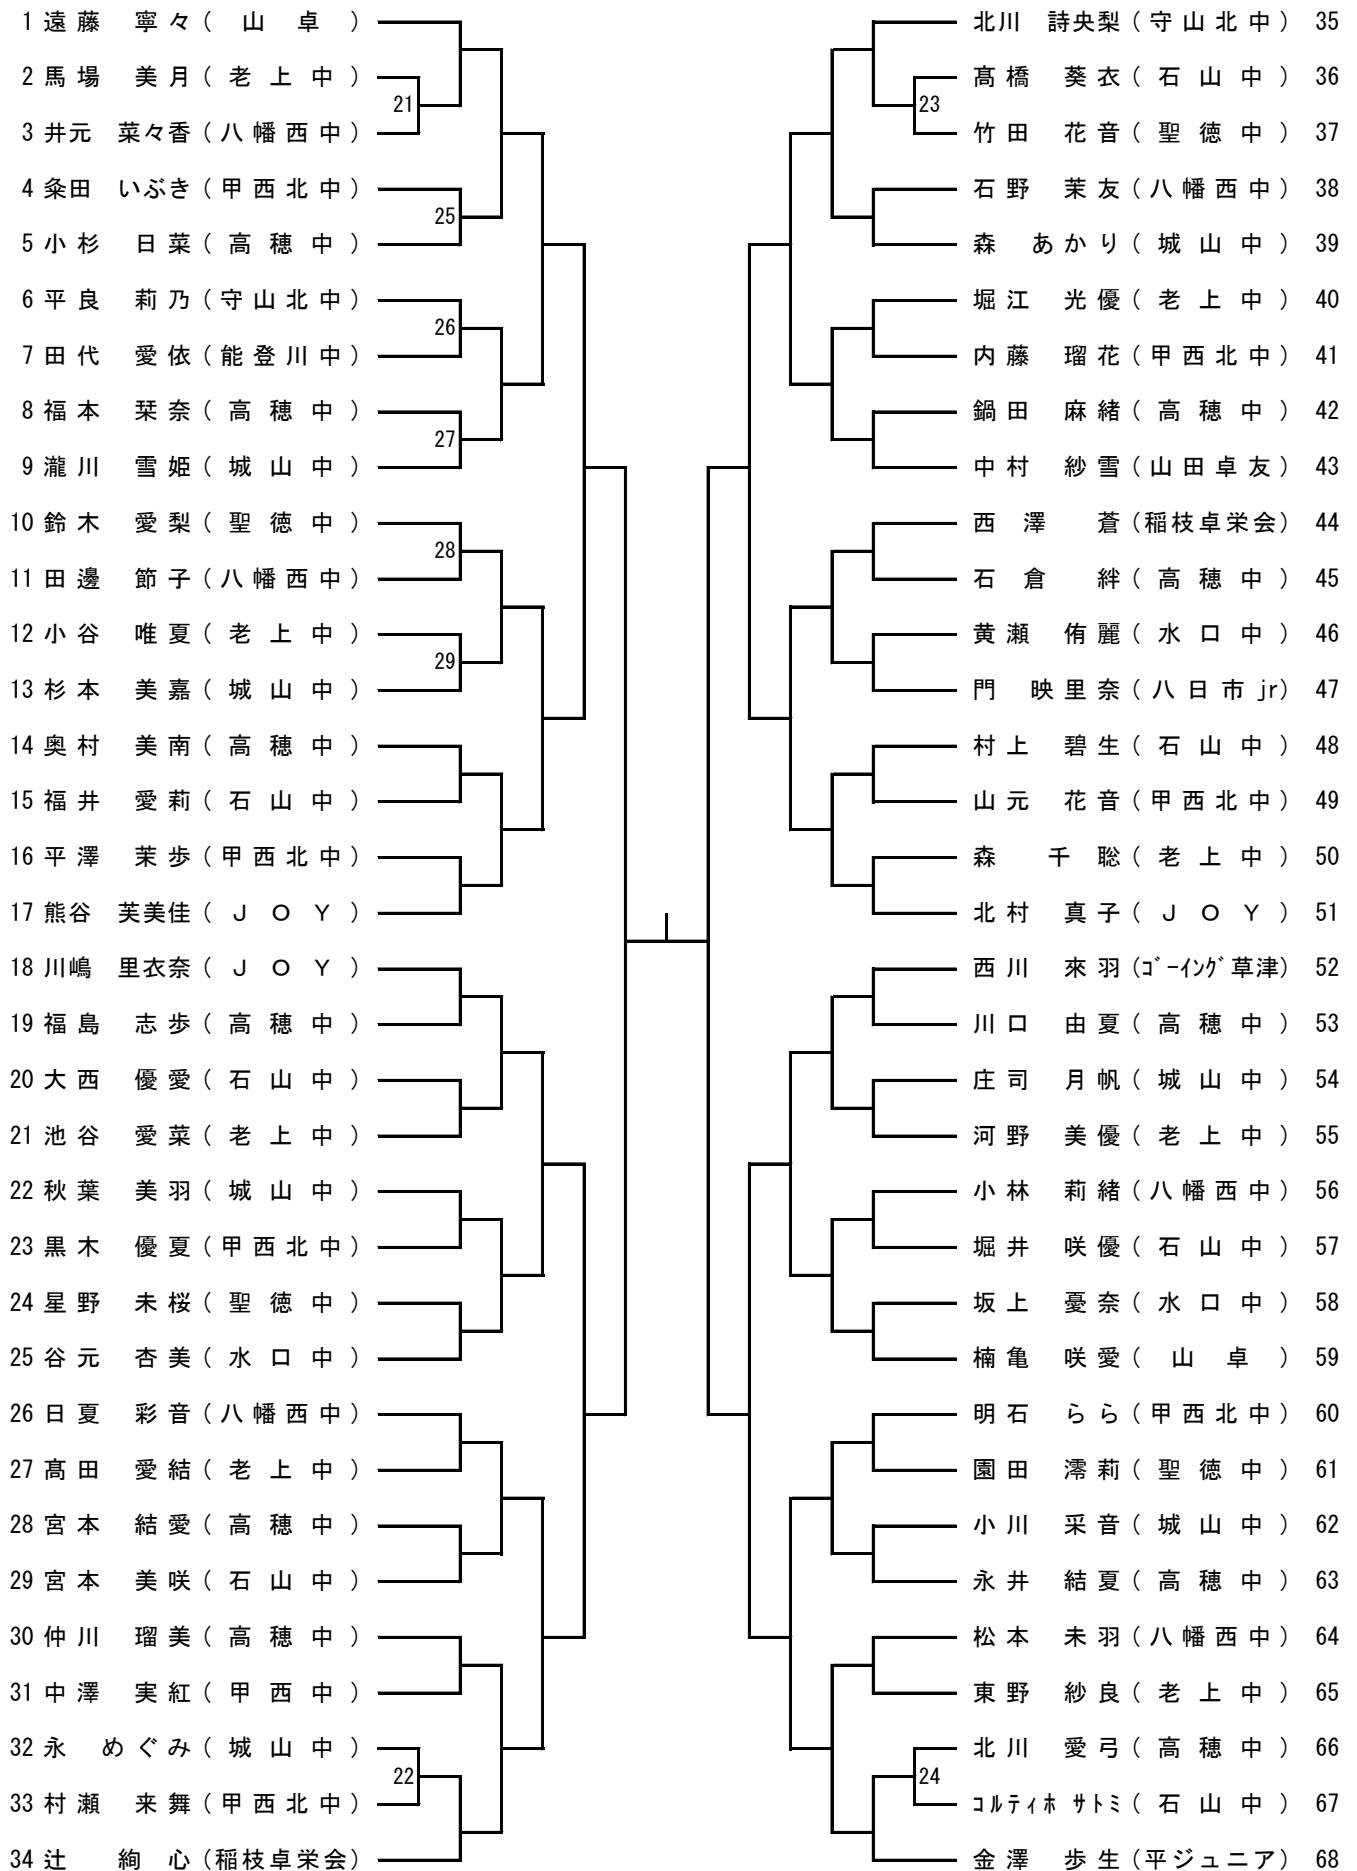 1 遠藤 寧々 ( 山卓 )
2 馬場 美月 ( 老上中 )
21
3 井元 菜々香 ( 八幡西中 )
4 粂田 いぶき ( 甲西北中 )
25
5 小杉 日菜 ( 高穂中 )
6 平良 莉乃 ( 守山北中 )
26
7 田代 愛依 ( 能登川中 )
8 福本 栞奈 ( 高穂中 )
27
9 瀧川 雪姫 ( 城山中 )
10 鈴木 愛梨 ( 聖徳中 )
28
11 田邊 節子 ( 八幡西中 )
12 小谷 唯夏 ( 老上中 )
29
13 杉本 美嘉 ( 城山中 )
14 奥村 美南 ( 高穂中 )
15 福井 愛莉 ( 石山中 )
16 平澤 茉歩 ( 甲西北中 )
17 熊谷 芙美佳 ( ＪＯＹ )
18 川嶋 里衣奈 ( ＪＯＹ )
19 福島 志歩 ( 高穂中 )
20 大西 優愛 ( 石山中 )
21 池谷 愛菜 ( 老上中 )
22 秋葉 美羽 ( 城山中 )
23 黒木 優夏 ( 甲西北中 )
24 星野 未桜 ( 聖徳中 )
25 谷元 杏美 ( 水口中 )
26 日夏 彩音 ( 八幡西中 )
27 髙田 愛結 ( 老上中 )
28 宮本 結愛 ( 高穂中 )
29 宮本 美咲 ( 石山中 )
30 仲川 瑠美 ( 高穂中 )
31 中澤 実紅 ( 甲西中 )
32 永 めぐみ ( 城山中 )
22
33 村瀬 来舞 ( 甲西北中 )
34 辻 絢心 (稲枝卓栄会)
北川 詩央梨 ( 守山北中 ) 35
髙橋 葵衣 ( 石山中 ) 36
23
竹田 花音 ( 聖徳中 ) 37
石野 茉友 ( 八幡西中 ) 38
森 あかり ( 城山中 ) 39
堀江 光優 ( 老上中 ) 40
内藤 瑠花 ( 甲西北中 ) 41
鍋田 麻緒 ( 高穂中 ) 42
中村 紗雪 ( 山田卓友 ) 43
西澤 蒼 (稲枝卓栄会) 44
石倉 絆 ( 高穂中 ) 45
黄瀬 侑麗 ( 水口中 ) 46
門 映里奈 ( 八日市jr) 47
村上 碧生 ( 石山中 ) 48
山元 花音 ( 甲西北中 ) 49
森 千聡 ( 老上中 ) 50
北村 真子 ( ＪＯＹ ) 51
西川 來羽 (ｺﾞｰｲﾝｸﾞ草津) 52
川口 由夏 ( 高穂中 ) 53
庄司 月帆 ( 城山中 ) 54
河野 美優 ( 老上中 ) 55
小林 莉緒 ( 八幡西中 ) 56
堀井 咲優 ( 石山中 ) 57
坂上 憂奈 ( 水口中 ) 58
楠亀 咲愛 ( 山卓 ) 59
明石 らら ( 甲西北中 ) 60
園田 澪莉 ( 聖徳中 ) 61
小川 采音 ( 城山中 ) 62
永井 結夏 ( 高穂中 ) 63
松本 未羽 ( 八幡西中 ) 64
東野 紗良 ( 老上中 ) 65
北川 愛弓 ( 高穂中 ) 66
24
ｺﾙﾃｨﾎ ｻﾄﾐ ( 石山中 ) 67
金澤 歩生 (平ジュニア) 68